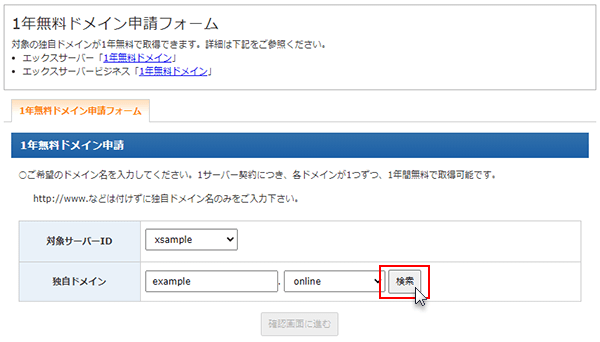 1年無料ドメイン申請フォーム
対象の独自ドメインが1年無料で取得できます。詳細は下記をご参照ください。
• エックスサーバー「1年無料ドメイン」
• エックスサーバービジネス「1年無料ドメイン」
1年無料ドメイン申請フォーム
1年無料ドメイン申請
○ご希望のドメイン名を入力してください。1サーバー契約につき、各ドメインが1つずつ、1年間無料で取得可能です。
http://www.などは付けずに独自ドメイン名のみをご入力下さい。
対象サーバーID xsample
独自ドメイン example . online 検索
確認画面に進む